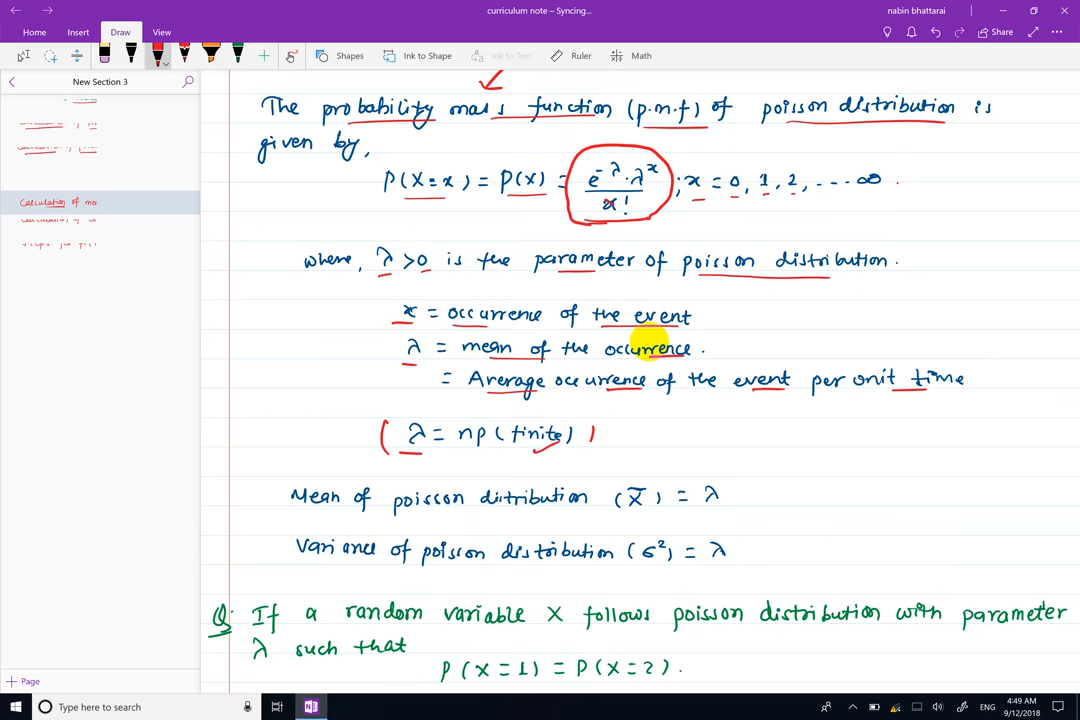 curriculum note - Syncing...
nabin bhattarai
Home Insert Draw View
Share
Shapes Ink to Shape Ink to Text Ruler Math
New Section 3
Calculation of me
The probability mass function (p.m.f) of poisson distribution is
given by,
P(X=x) = P(x) = e^-λ · λ^x / x! ; x = 0, 1, 2, ---- ∞
where, λ > 0 is the parameter of poisson distribution.
x = occurrence of the event
λ = mean of the occurrence.
= Average occurrence of the event per unit time
( λ = np (finite) )
Mean of poisson distribution (X̄) = λ
Variance of poisson distribution (σ²) = λ
Q: If a random variable X follows poisson distribution with parameter
λ such that
P(X=1) = P(X=2).
+ Page
Type here to search
ENG
4:49 AM
9/12/2018